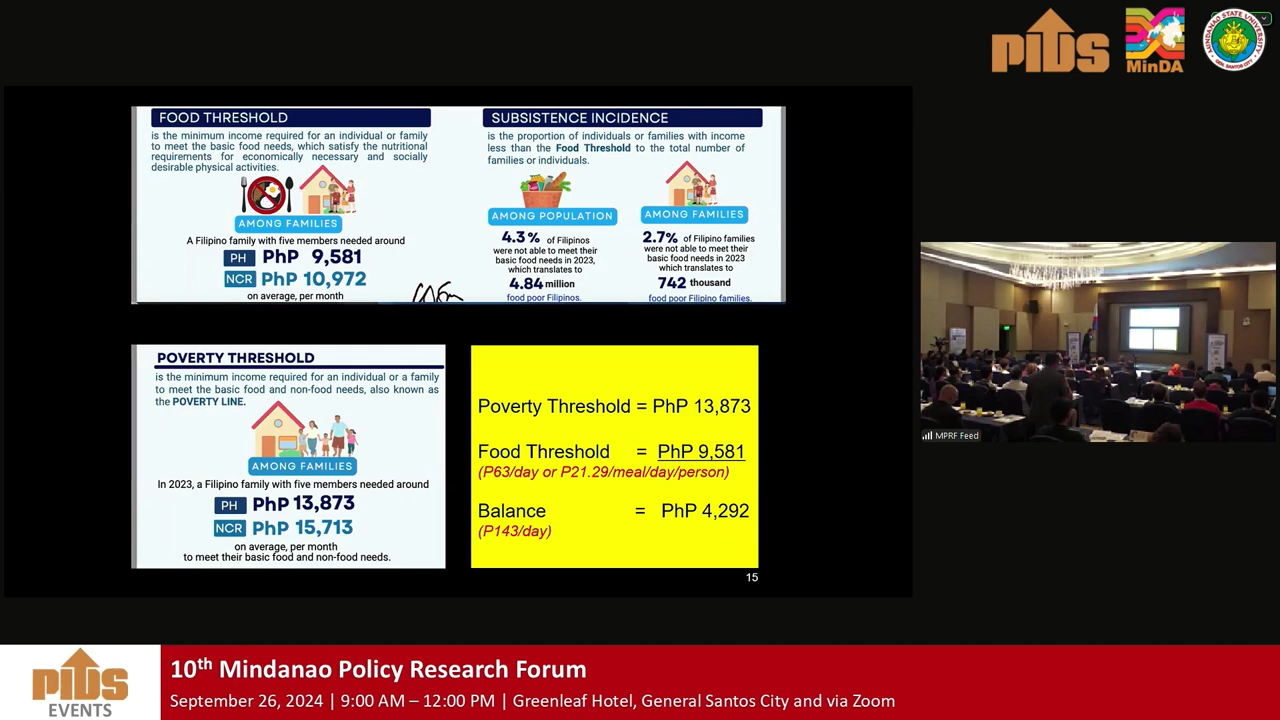 PIDS
MinDA
MINDANAO STATE UNIVERSITY
GEN. SANTOS CITY
FOOD THRESHOLD
is the minimum income required for an individual or family
to meet the basic food needs, which satisfy the nutritional
requirements for economically necessary and socially
desirable physical activities.
AMONG FAMILIES
A Filipino family with five members needed around
PH PhP 9,581
NCR PhP 10,972
on average, per month
SUBSISTENCE INCIDENCE
is the proportion of individuals or families with income
less than the Food Threshold to the total number of
families or individuals.
AMONG POPULATION
4.3% of Filipinos
were not able to meet their
basic food needs in 2023,
which translates to
4.84 million
food poor Filipinos.
AMONG FAMILIES
2.7% of Filipino families
were not able to meet their
basic food needs in 2023
which translates to
742 thousand
food poor Filipino families.
POVERTY THRESHOLD
is the minimum income required for an individual or a family
to meet the basic food and non-food needs, also known as
the POVERTY LINE.
AMONG FAMILIES
In 2023, a Filipino family with five members needed around
PH PhP 13,873
NCR PhP 15,713
on average, per month
to meet their basic food and non-food needs.
Poverty Threshold = PhP 13,873
Food Threshold = PhP 9,581
(P63/day or P21.29/meal/day/person)
Balance = PhP 4,292
(P143/day)
15
MPRF Feed
PIDS
EVENTS
10th Mindanao Policy Research Forum
September 26, 2024 | 9:00 AM – 12:00 PM | Greenleaf Hotel, General Santos City and via Zoom